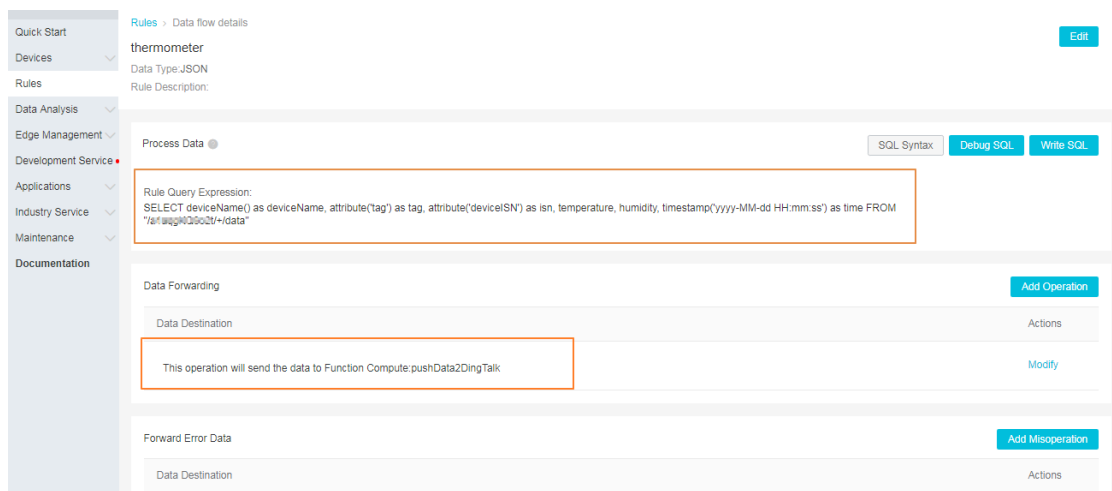 Quick Start
Devices
Rules
Data Analysis
Edge Management
Development Service
Applications
Industry Service
Maintenance
Documentation
Rules > Data flow details
thermometer
Data Type:JSON
Rule Description:
Edit
Process Data
SQL Syntax
Debug SQL
Write SQL
Rule Query Expression:
SELECT deviceName() as deviceName, attribute('tag') as tag, attribute('deviceISN') as isn, temperature, humidity, timestamp('yyyy-MM-dd HH:mm:ss') as time FROM
/+/data"
Data Forwarding
Add Operation
Data Destination
Actions
This operation will send the data to Function Compute:pushData2DingTalk
Modify
Forward Error Data
Add Misoperation
Data Destination
Actions